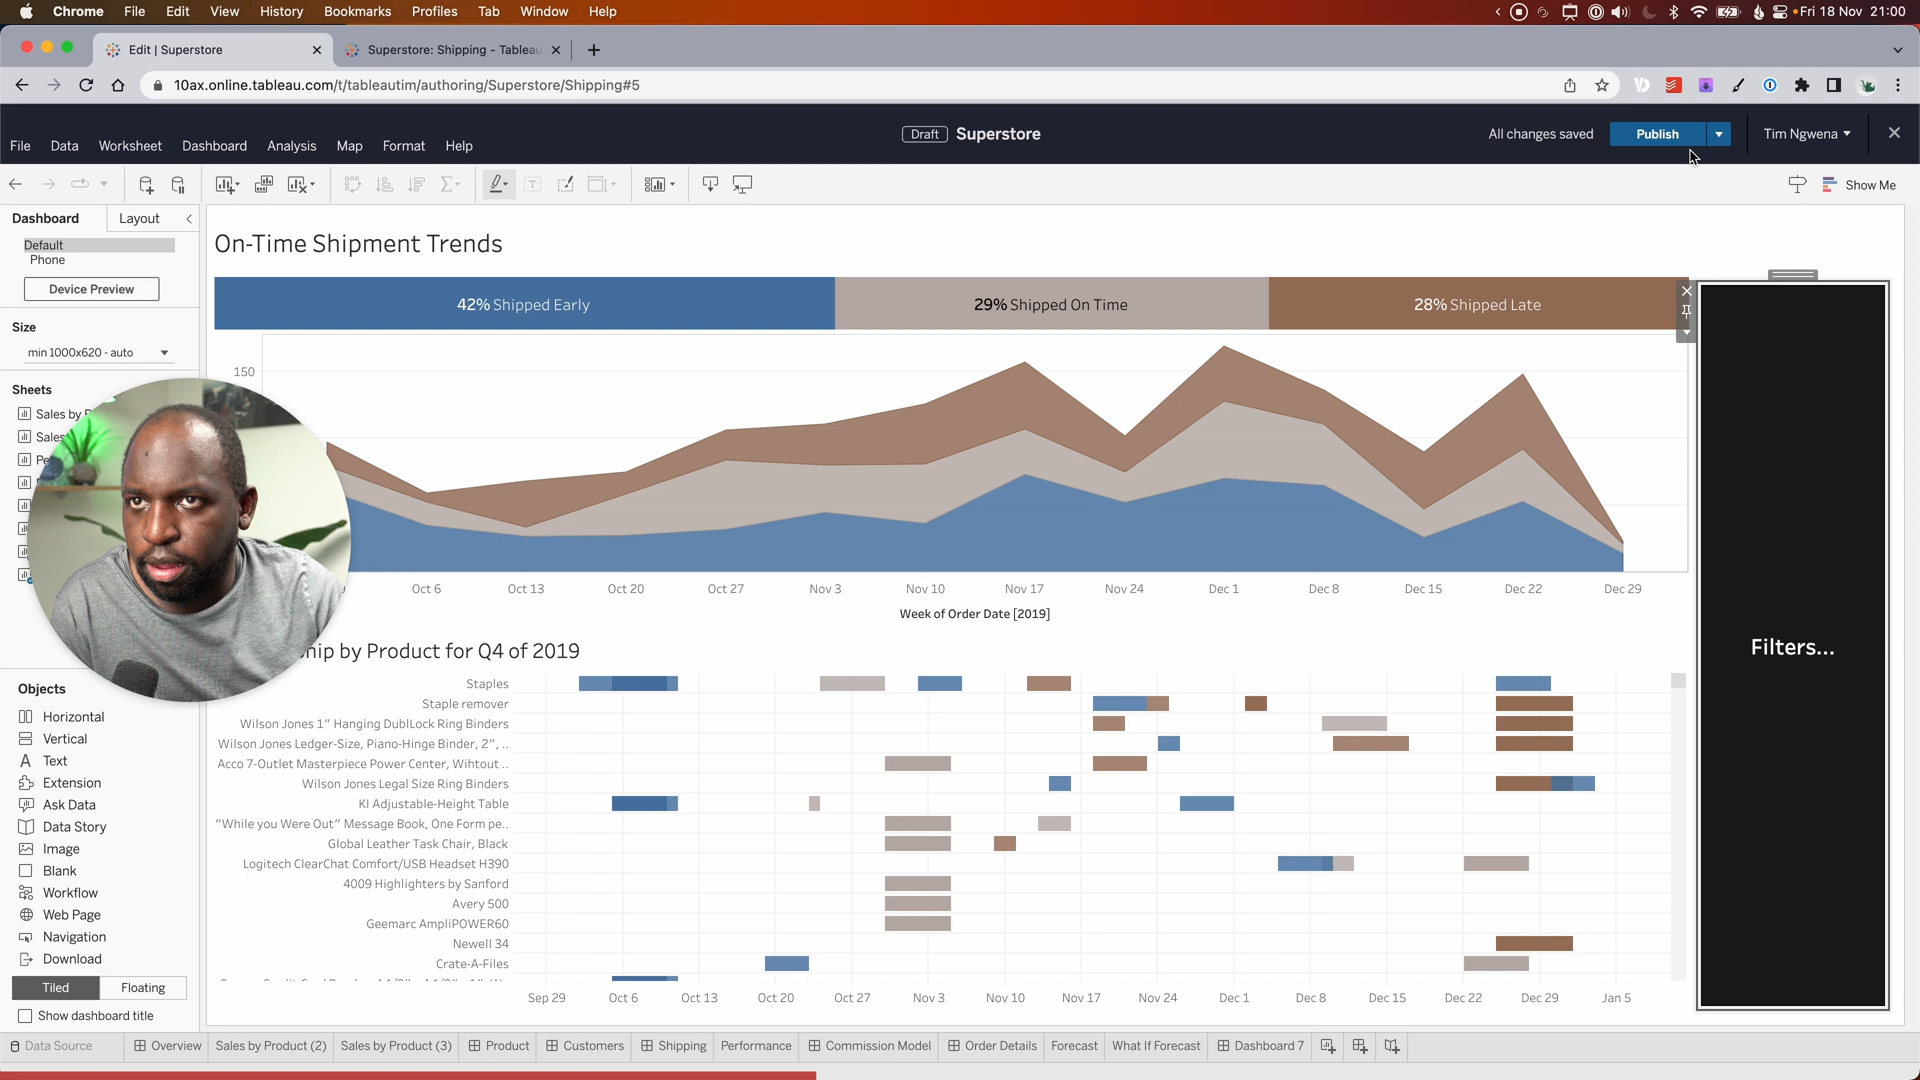 Chrome File Edit View History Bookmarks Profiles Tab Window Help Fri 18 Nov 21:00
Edit | Superstore Superstore: Shipping - Tableau
10ax.online.tableau.com/t/tableautim/authoring/Superstore/Shipping#5
Draft Superstore All changes saved Publish Tim Ngwena
File Data Worksheet Dashboard Analysis Map Format Help
Show Me
Dashboard Layout
Default
Phone
Device Preview
Size
min 1000x620 - auto
Sheets
Sales by
Sales
Objects
Horizontal
Vertical
Text
Extension
Ask Data
Data Story
Image
Blank
Workflow
Web Page
Navigation
Download
Tiled Floating
Show dashboard title
On-Time Shipment Trends
42% Shipped Early 29% Shipped On Time 28% Shipped Late
150
Oct 6 Oct 13 Oct 20 Oct 27 Nov 3 Nov 10 Nov 17 Nov 24 Dec 1 Dec 8 Dec 15 Dec 22 Dec 29
Week of Order Date [2019]
by Product for Q4 of 2019
Staples
Staple remover
Wilson Jones 1” Hanging DublLock Ring Binders
Wilson Jones Ledger-Size, Piano-Hinge Binder, 2”, ..
Acco 7-Outlet Masterpiece Power Center, Wihtout ..
Wilson Jones Legal Size Ring Binders
KI Adjustable-Height Table
“While you Were Out” Message Book, One Form pe..
Global Leather Task Chair, Black
Logitech ClearChat Comfort/USB Headset H390
4009 Highlighters by Sanford
Avery 500
Geemarc AmpliPOWER60
Newell 34
Crate-A-Files
Sep 29 Oct 6 Oct 13 Oct 20 Oct 27 Nov 3 Nov 10 Nov 17 Nov 24 Dec 1 Dec 8 Dec 15 Dec 22 Dec 29 Jan 5
Filters...
Data Source Overview Sales by Product (2) Sales by Product (3) Product Customers Shipping Performance Commission Model Order Details Forecast What If Forecast Dashboard 7